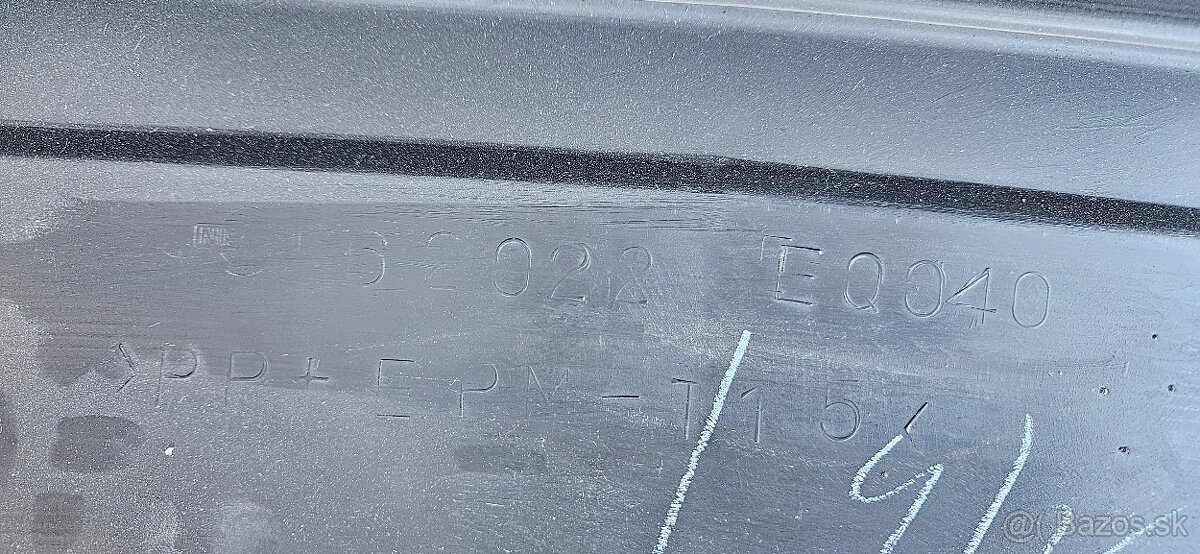 62022 EQ040
>PP+EPM-T15<
@( Bazos.sk